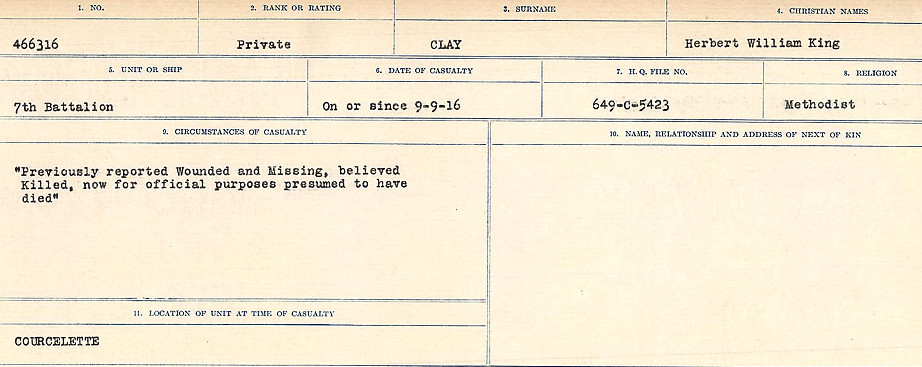 1. NO. 2. RANK OR RATING 3. SURNAME 4. CHRISTIAN NAMES
466316 Private CLAY Herbert William King
5. UNIT OR SHIP 6. DATE OF CASUALTY 7. H.Q. FILE NO. 8. RELIGION
7th Battalion On or since 9-9-16 649-C-5423 Methodist
9. CIRCUMSTANCES OF CASUALTY 10. NAME, RELATIONSHIP AND ADDRESS OF NEXT OF KIN
"Previously reported Wounded and Missing, believed
Killed, now for official purposes presumed to have
died"
11. LOCATION OF UNIT AT TIME OF CASUALTY
COURCELETTE